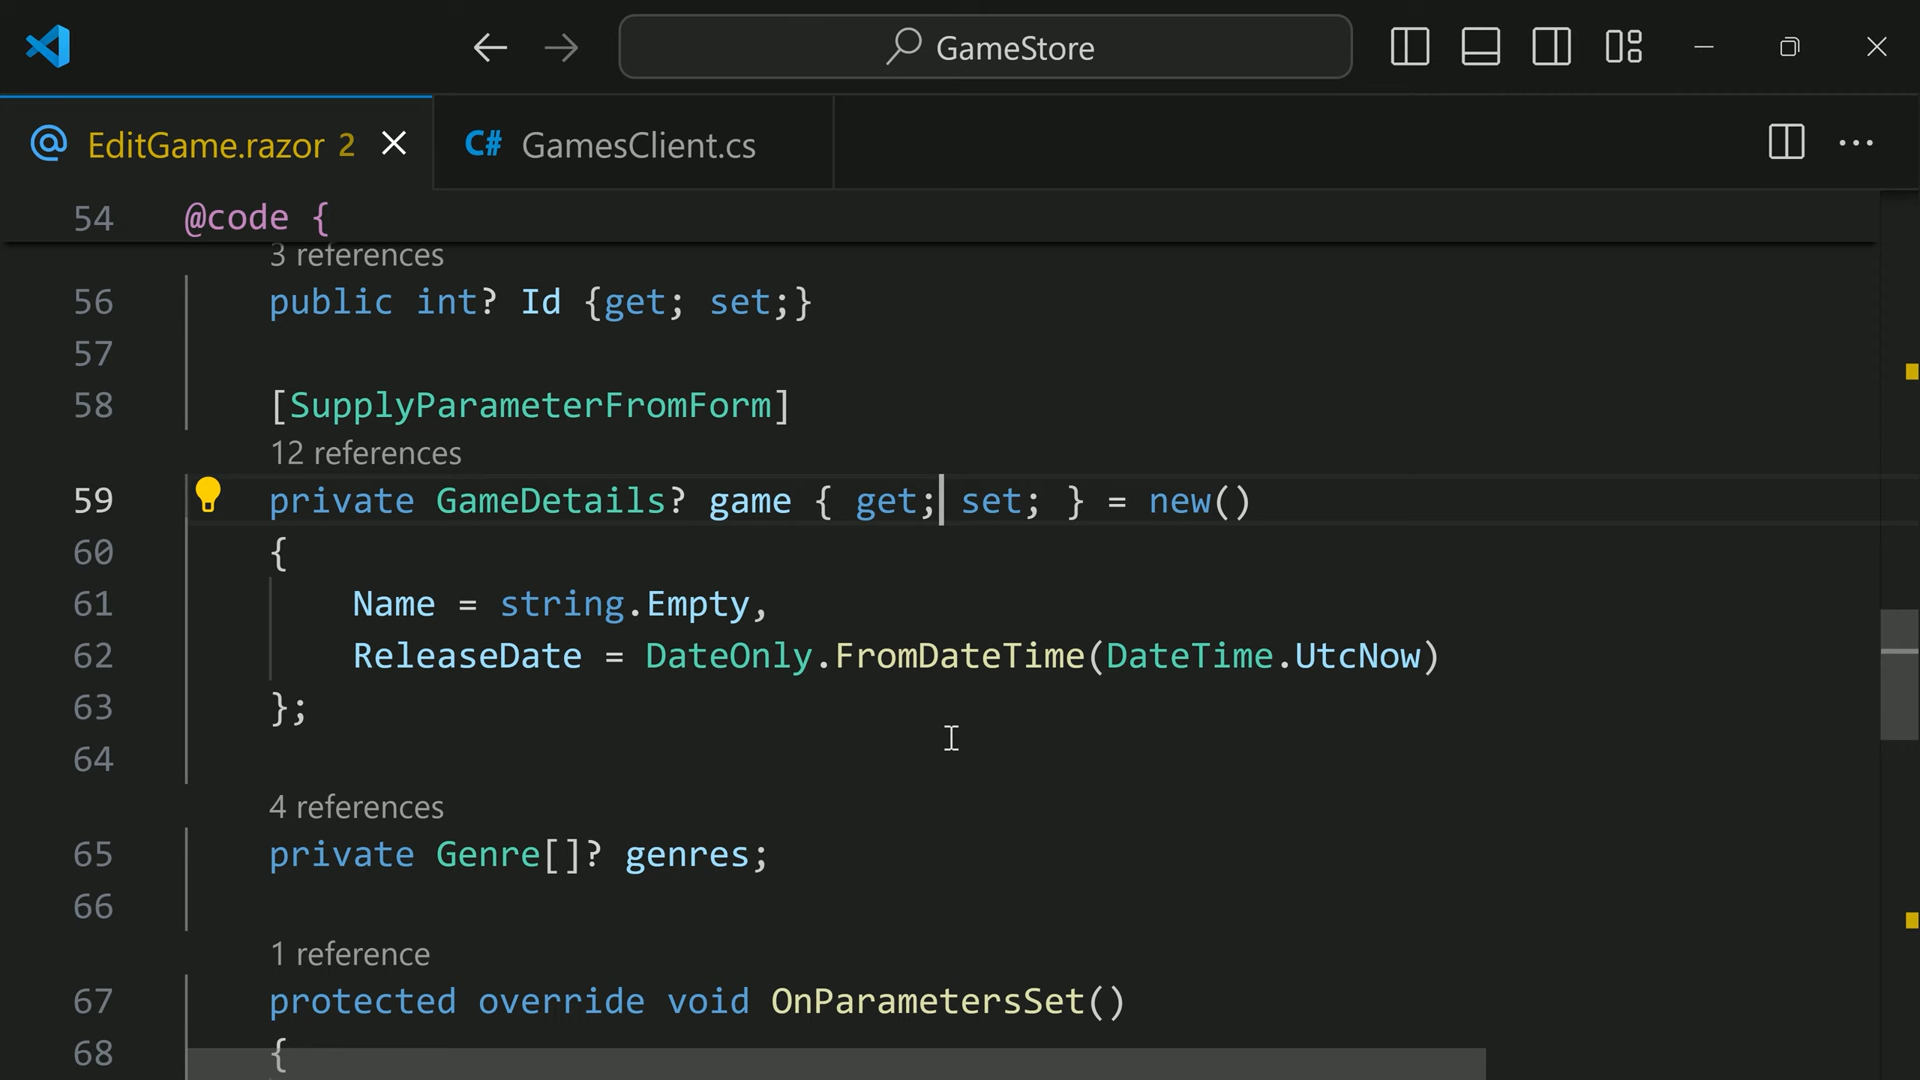 GameStore
EditGame.razor 2
C# GamesClient.cs
54 @code {
3 references
56 public int? Id {get; set;}
57
58 [SupplyParameterFromForm]
12 references
59 private GameDetails? game { get; set; } = new()
60 {
61 Name = string.Empty,
62 ReleaseDate = DateOnly.FromDateTime(DateTime.UtcNow)
63 };
64
4 references
65 private Genre[]? genres;
66
1 reference
67 protected override void OnParametersSet()
68 {